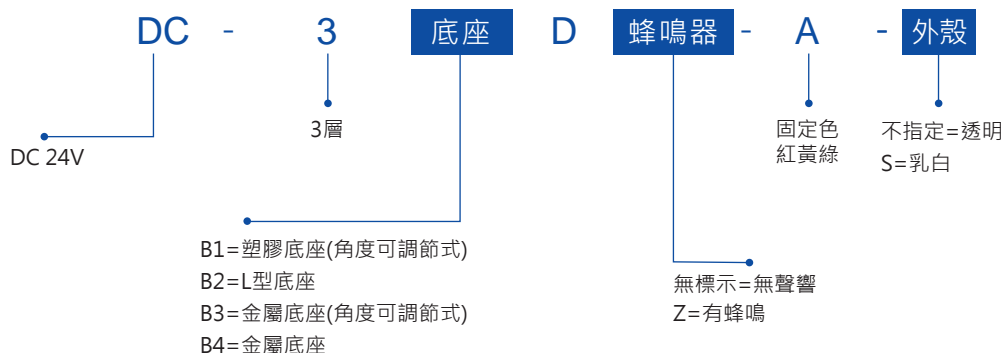 DC - 3 底座 D 蜂鳴器 - A - 外殼
DC 24V
3層
固定色
紅黃綠
不指定=透明
S=乳白
B1=塑膠底座(角度可調節式)
B2=L型底座
B3=金屬底座(角度可調節式)
B4=金屬底座
無標示=無聲響
Z=有蜂鳴